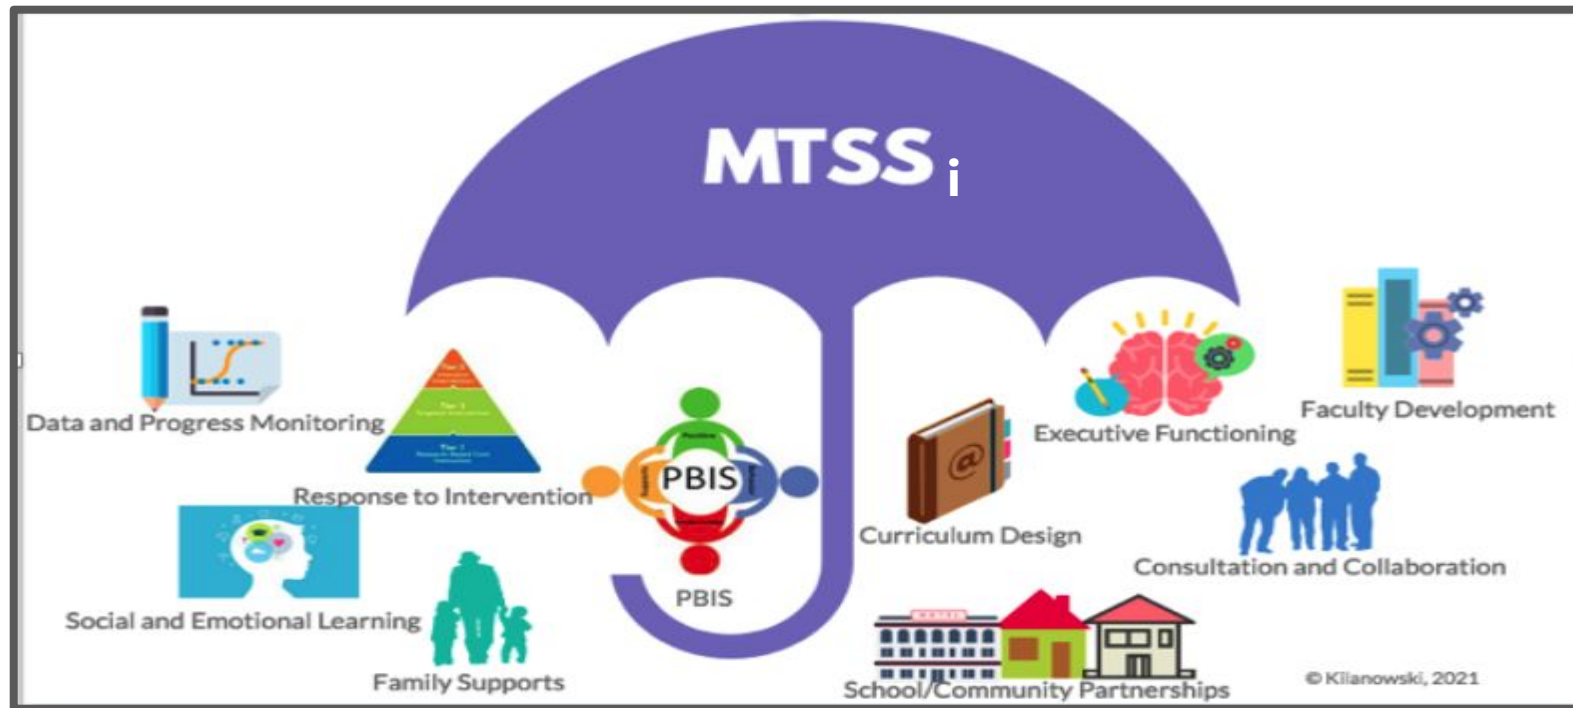 MTSS i
Data and Progress Monitoring
Response to Intervention
Social and Emotional Learning
Family Supports
PBIS
PBIS
Curriculum Design
Executive Functioning
Faculty Development
Consultation and Collaboration
HOTEL
School/Community Partnerships
© Kilanowski, 2021
@